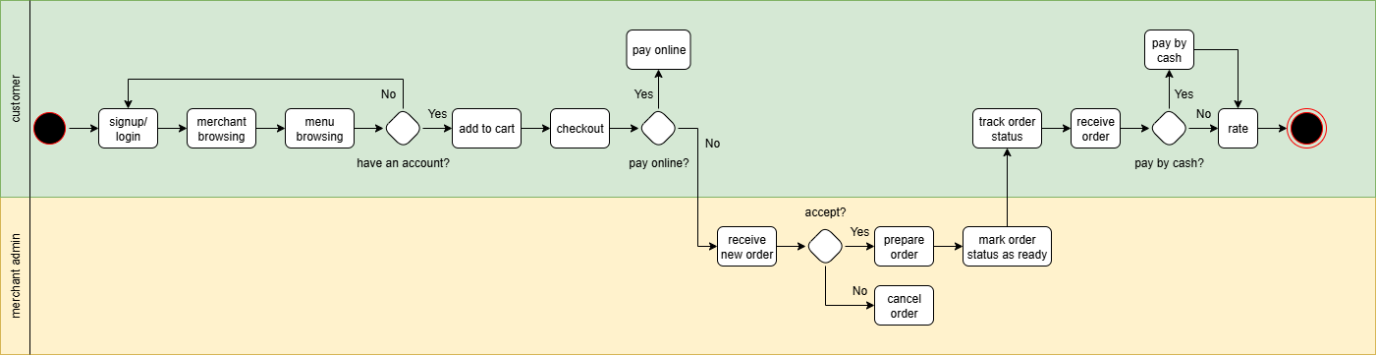 customer
signup/
login
merchant
browsing
menu
browsing
No
have an account?
Yes
add to cart
checkout
pay online
Yes
pay online?
No
track order
status
receive
order
pay by
cash
Yes
pay by cash?
No
rate
merchant admin
receive
new order
accept?
Yes
prepare
order
No
cancel
order
mark order
status as ready